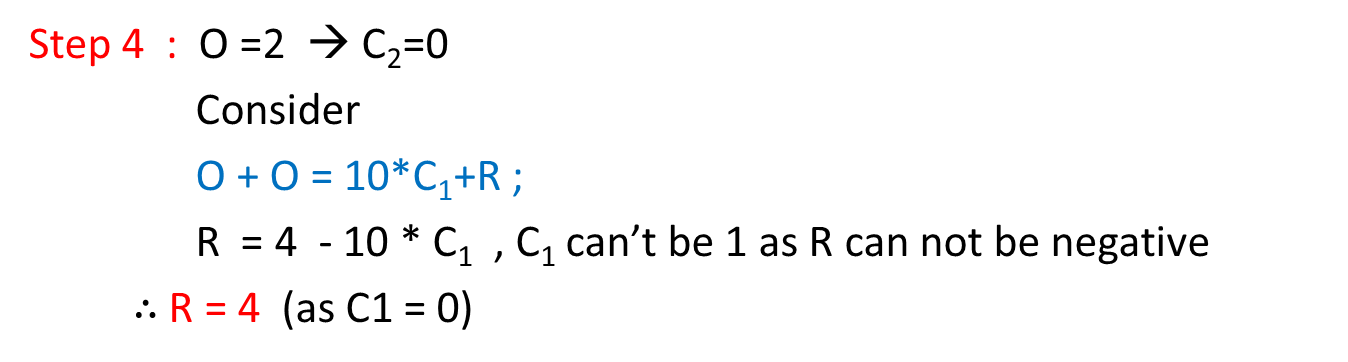 Step 4 : O =2 → C₂=0
Consider
O + O = 10*C₁+R ;
R = 4 - 10 * C₁ , C₁ can’t be 1 as R can not be negative
∴ R = 4 (as C1 = 0)